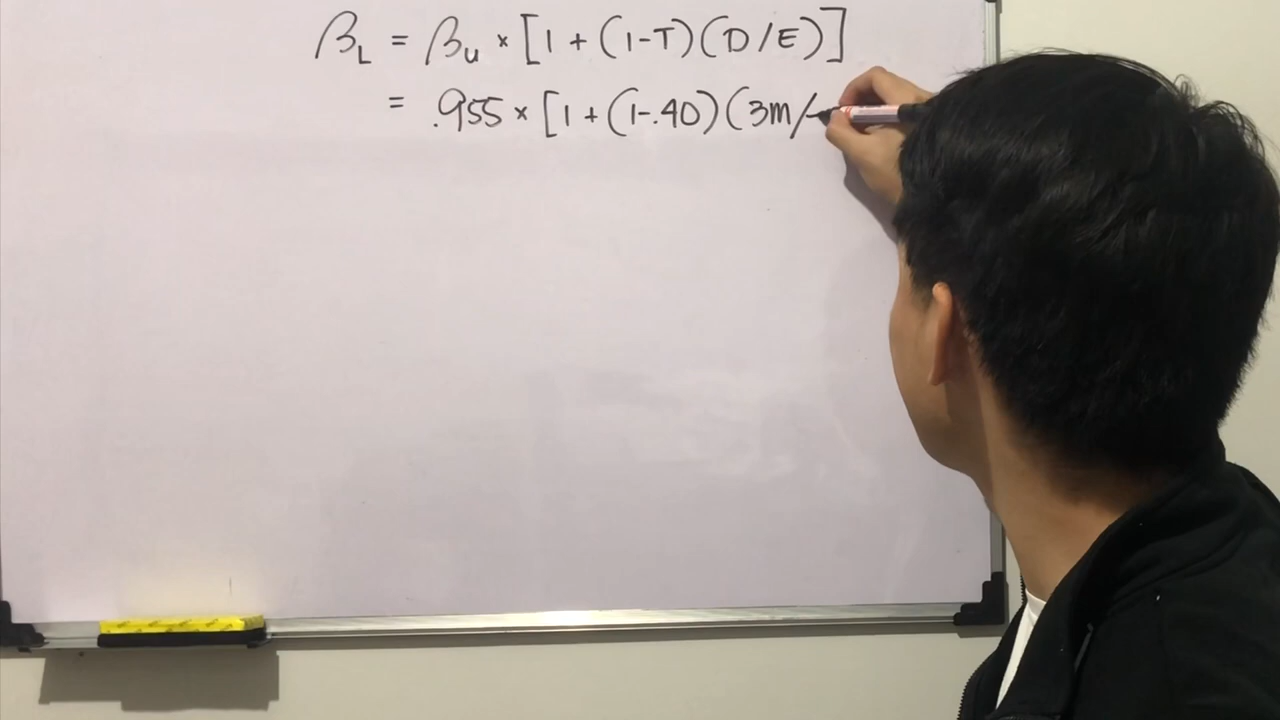 βL = βu × [1 + (1-T)(D/E)]
= .955 × [1 + (1-.40)(3m/